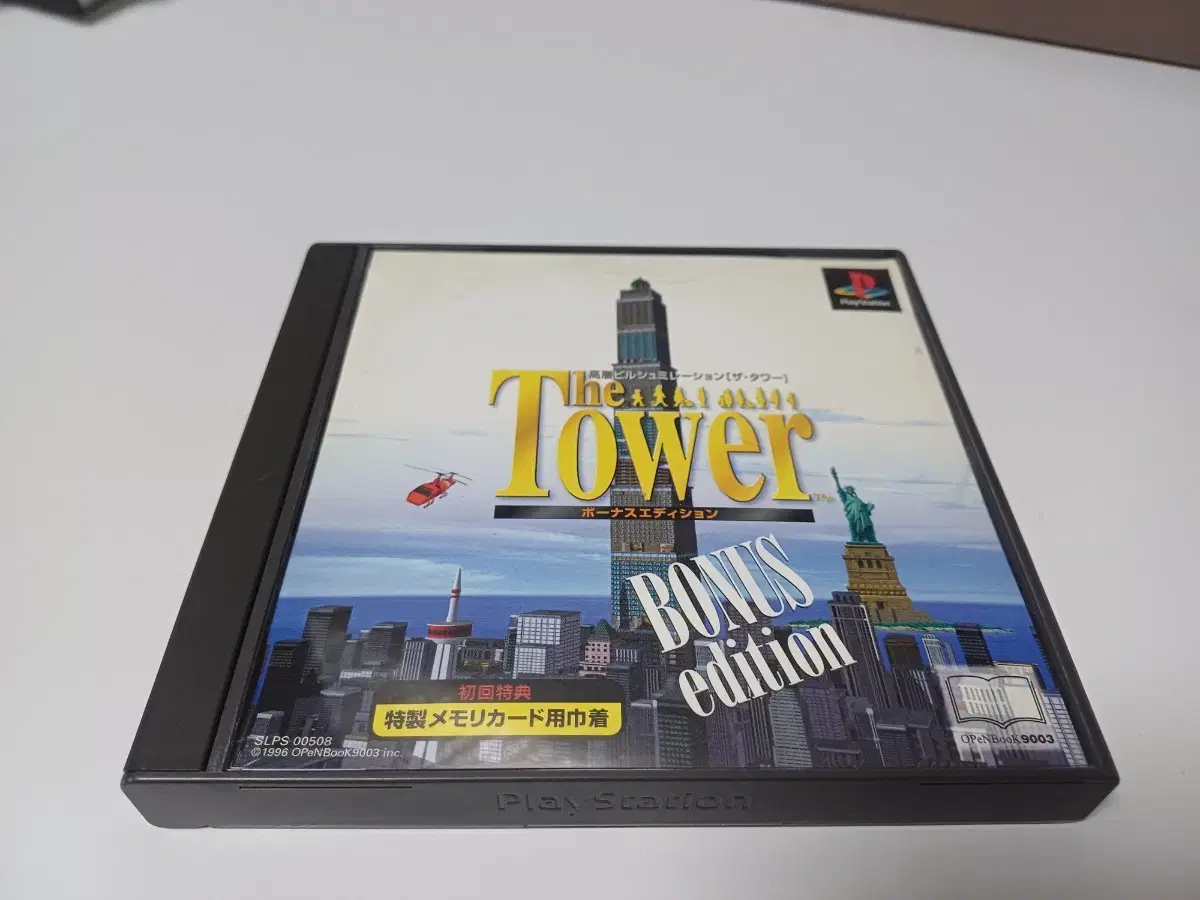 PlayStation
高層ビルシュミレーション[ザ・タワー]
The
Tower
ボーナスエディション
BONUS
edition
初回特典
特製メモリカード用巾着
SLPS 00508
©1996 OPeNBooK9003 inc.
OPeNBooK9003
PlayStation